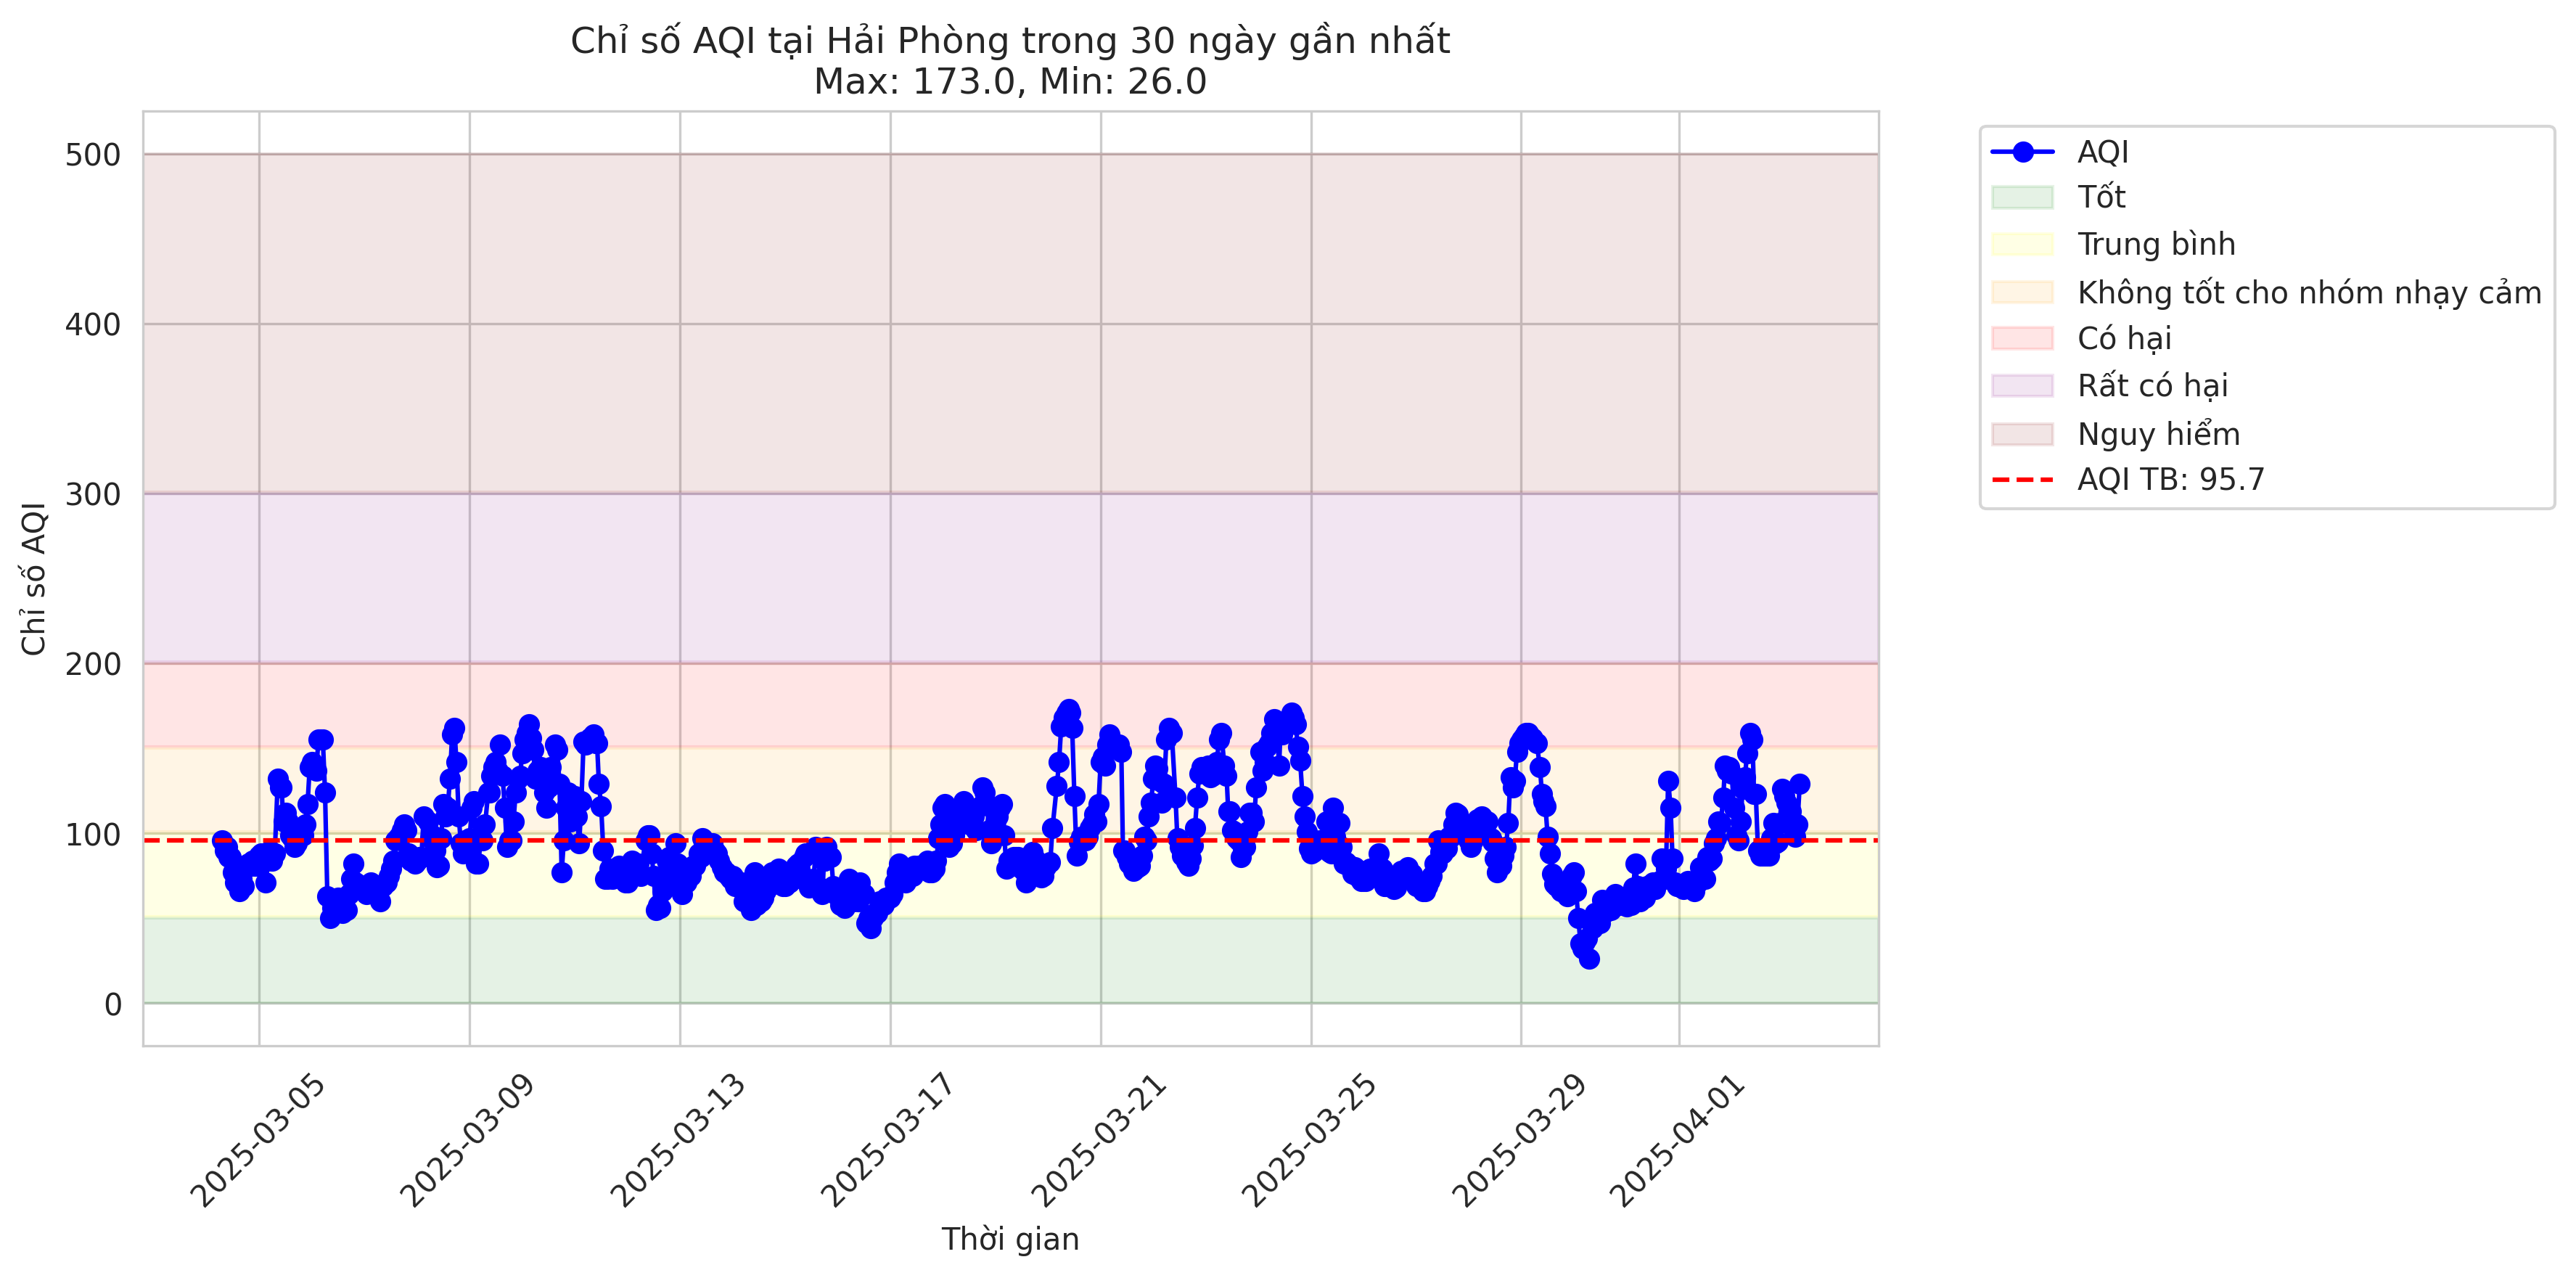 Chỉ số AQI tại Hải Phòng trong 30 ngày gần nhất
Max: 173.0, Min: 26.0
Chỉ số AQI
500
400
300
200
100
0
2025-03-05
2025-03-09
2025-03-13
2025-03-17
2025-03-21
2025-03-25
2025-03-29
2025-04-01
Thời gian
AQI
Tốt
Trung bình
Không tốt cho nhóm nhạy cảm
Có hại
Rất có hại
Nguy hiểm
AQI TB: 95.7